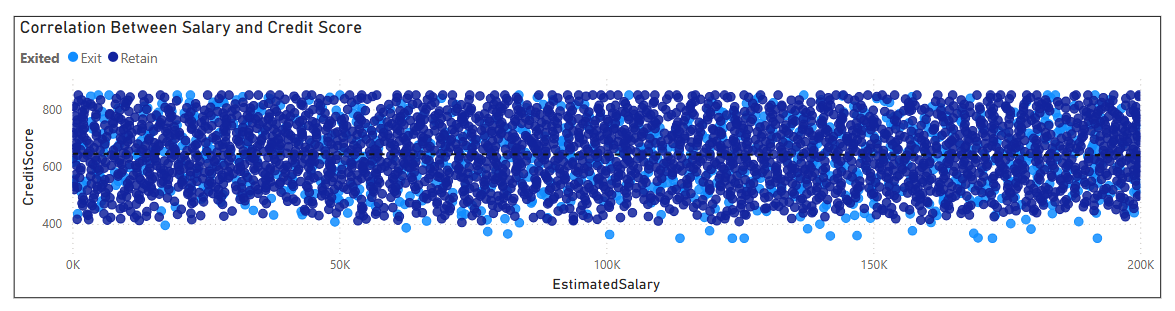 Correlation Between Salary and Credit Score
Exited Exit Retain
800
600
400
CreditScore
0K 50K 100K 150K 200K
EstimatedSalary